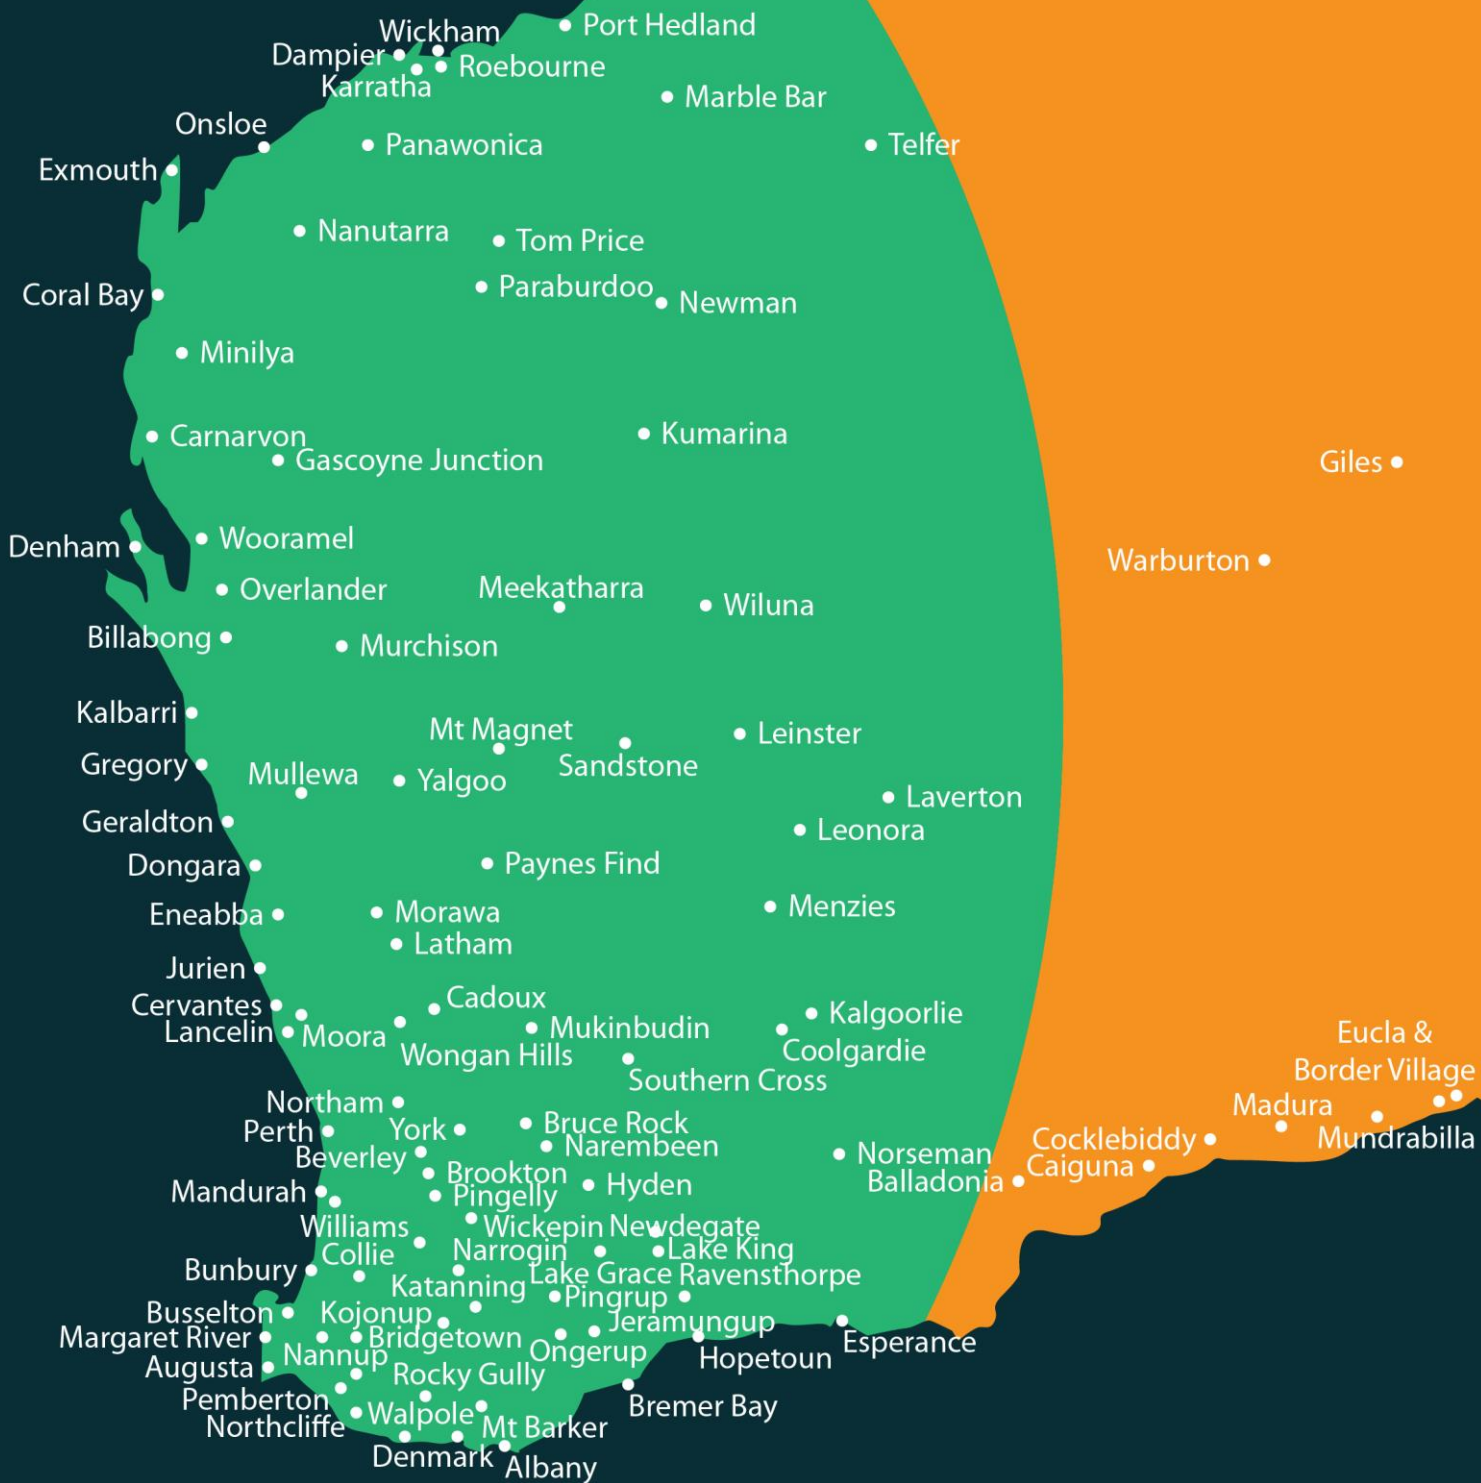 Port Hedland
Wickham
Dampier
Roebourne
Karratha
Marble Bar
Onsloe
Panawonica
Telfer
Exmouth
Nanutarra
Tom Price
Coral Bay
Paraburdoo
Newman
Minilya
Carnarvon
Kumarina
Gascoyne Junction
Giles
Wooramel
Denham
Warburton
Overlander
Meekatharra
Wiluna
Billabong
Murchison
Kalbarri
Mt Magnet
Leinster
Gregory
Sandstone
Mullewa
Yalgoo
Laverton
Geraldton
Leonora
Dongara
Paynes Find
Eneabba
Morawa
Menzies
Latham
Jurien
Cervantes
Cadoux
Kalgoorlie
Lancelin
Moora
Mukinbudin
Coolgardie
Eucla &
Border Village
Wongan Hills
Southern Cross
Northam
Madura
Perth
York
Bruce Rock
Cocklebiddy
Mundrabilla
Beverley
Narembeen
Norseman
Caiguna
Brookton
Balladonia
Mandurah
Pingelly
Hyden
Williams
Wickepin
Newdegate
Collie
Narrogin
Lake King
Bunbury
Katanning
Lake Grace
Ravensthorpe
Busselton
Kojonup
Pingrup
Jeramungup
Margaret River
Bridgetown
Ongerup
Hopetoun
Esperance
Nannup
Augusta
Rocky Gully
Pemberton
Bremer Bay
Northcliffe
Walpole
Mt Barker
Denmark
Albany